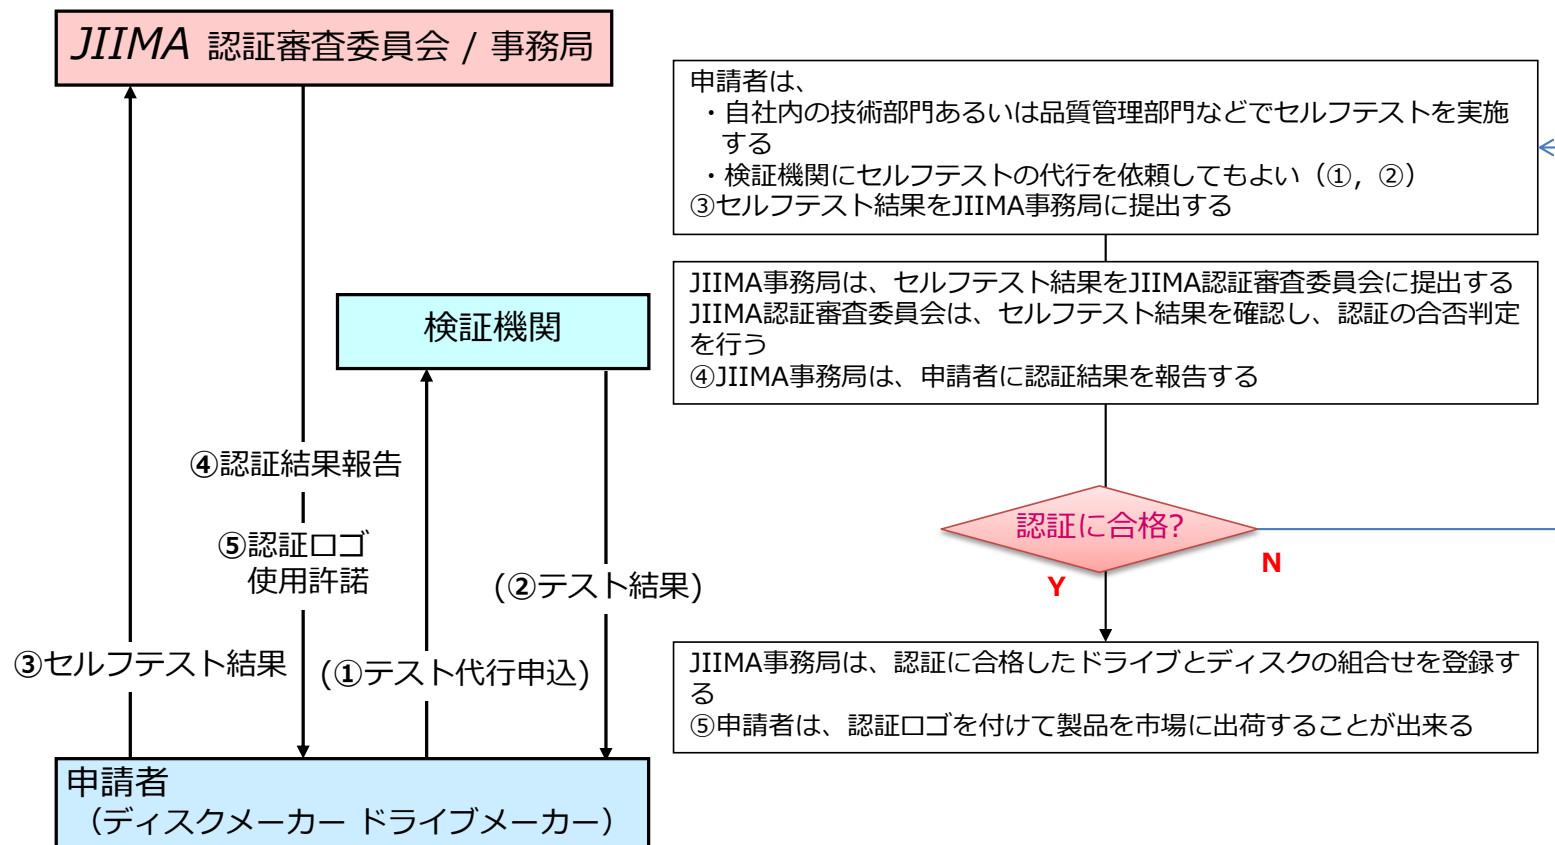 JIIMA 認証審査委員会 / 事務局
検証機関
④認証結果報告
⑤認証ロゴ
使用許諾
(②テスト結果)
③セルフテスト結果
(①テスト代行申込)
申請者
（ディスクメーカー ドライブメーカー）
申請者は、
・自社内の技術部門あるいは品質管理部門などでセルフテストを実施
する
・検証機関にセルフテストの代行を依頼してもよい（①，②）
③セルフテスト結果をJIIMA事務局に提出する
JIIMA事務局は、セルフテスト結果をJIIMA認証審査委員会に提出する
JIIMA認証審査委員会は、セルフテスト結果を確認し、認証の合否判定
を行う
④JIIMA事務局は、申請者に認証結果を報告する
認証に合格?
N
Y
JIIMA事務局は、認証に合格したドライブとディスクの組合せを登録す
る
⑤申請者は、認証ロゴを付けて製品を市場に出荷することが出来る